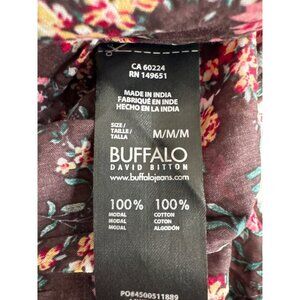 CA 60224
RN 149651
MADE IN INDIA
FABRIQUÉ EN INDE
HECHO EN LA INDIA
SIZE /
TAILLE /
TALLA
M/M/M
BUFFALO
DAVID BITTON
www.buffalojeans.com
100% 100%
MODAL COTTON
MODAL COTON
MODAL ALGODÓN
PO#4500511889